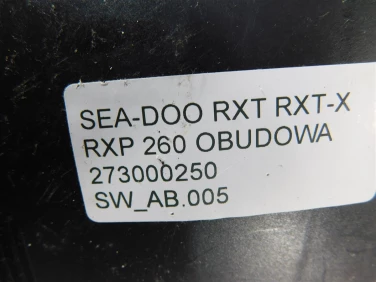 SEA-DOO RXT RXT-X
RXP 260 OBUDOWA
273000250
SW_AB.005